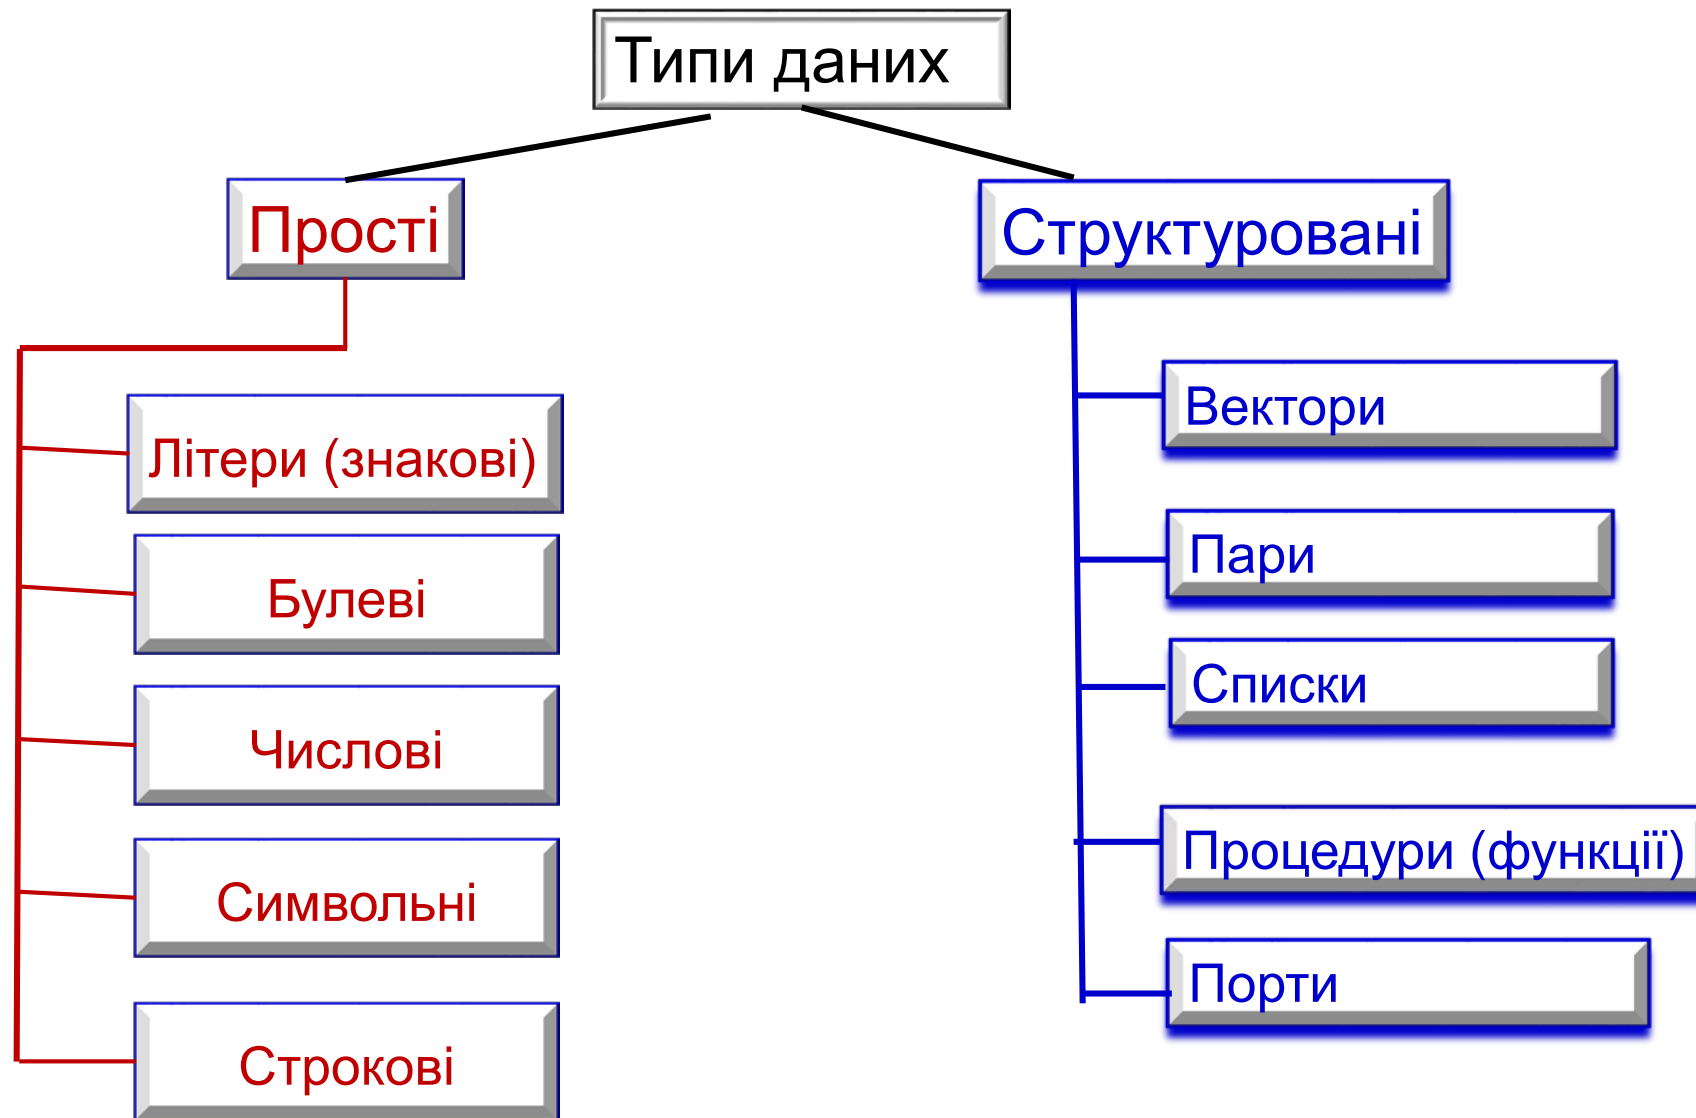 Типи даних
Прості
Структуровані
Літери (знакові)
Булеві
Числові
Символьні
Строкові
Вектори
Пари
Списки
Процедури (функції)
Порти